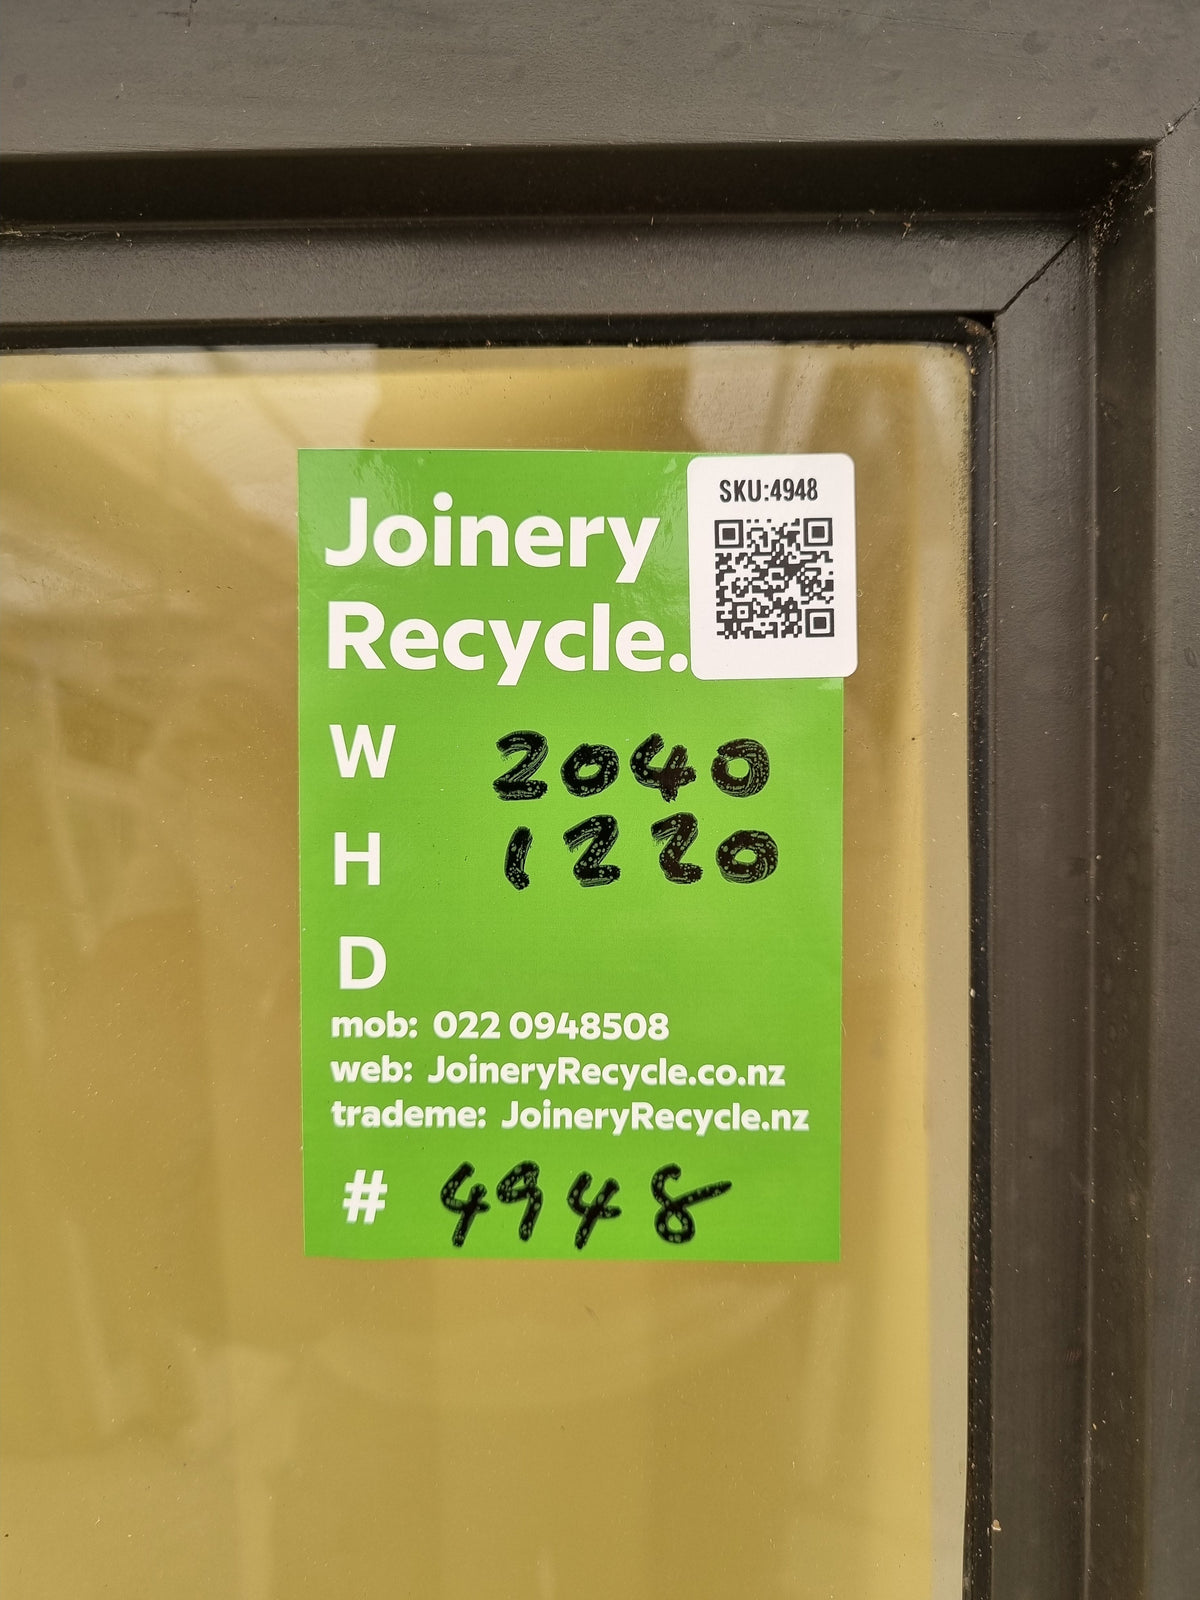 Joinery
Recycle.
SKU:4948
W 2040
H 1220
D
mob: 022 0948508
web: JoineryRecycle.co.nz
trademe: JoineryRecycle.nz
# 4948